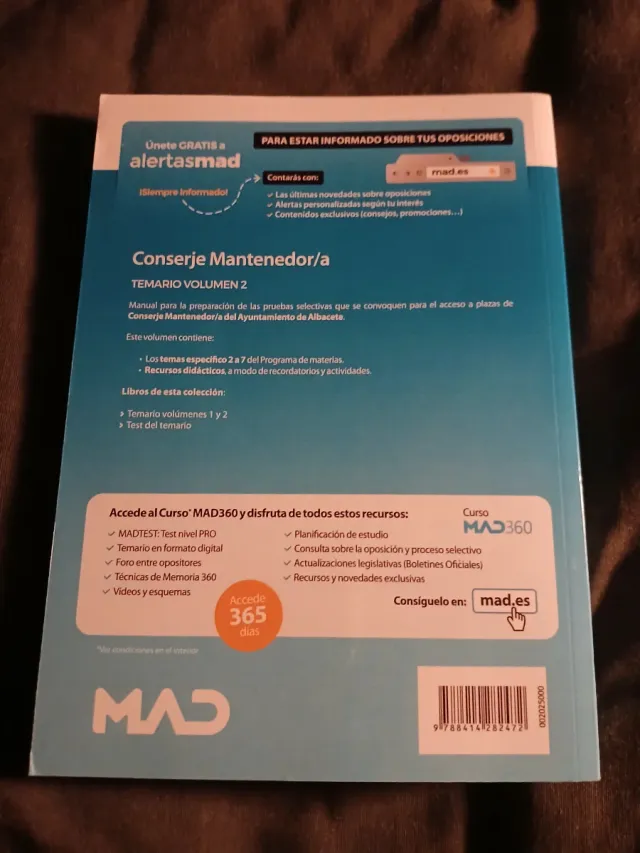 Únete GRATIS a
alertasmad
¡Siempre informado!
PARA ESTAR INFORMADO SOBRE TUS OPOSICIONES
mad.es
Contarás con:
✓ Las últimas novedades sobre oposiciones
✓ Alertas personalizadas según tu interés
✓ Contenidos exclusivos (consejos, promociones...)
Conserje Mantenedor/a
TEMARIO VOLUMEN 2
Manual para la preparación de las pruebas selectivas que se convoquen para el acceso a plazas de
Conserje Mantenedor/a del Ayuntamiento de Albacete.
Este volumen contiene:
• Los temas específico 2 a 7 del Programa de materias.
• Recursos didácticos, a modo de recordatorios y actividades.
Libros de esta colección:
> Temario volúmenes 1 y 2
> Test del temario
Accede al Curso* MAD360 y disfruta de todos estos recursos:
✓ MADTEST: Test nivel PRO
✓ Temario en formato digital
✓ Foro entre opositores
✓ Técnicas de Memoria 360
✓ Vídeos y esquemas
✓ Planificación de estudio
✓ Consulta sobre la oposición y proceso selectivo
✓ Actualizaciones legislativas (Boletines Oficiales)
✓ Recursos y novedades exclusivas
Curso
MAD360
Accede
365
días
Consíguelo en: mad.es
*Ver condiciones en el interior
MAD
9 788414 282472
002025000